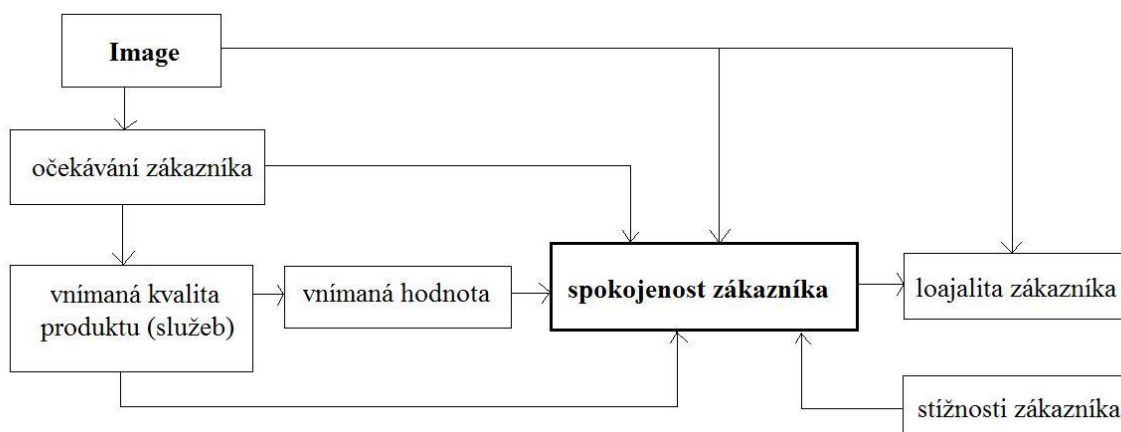 Image
očekávání zákazníka
vnímaná kvalita
produktu (služeb)
vnímaná hodnota
spokojenost zákazníka
loajalita zákazníka
stížnosti zákazníka